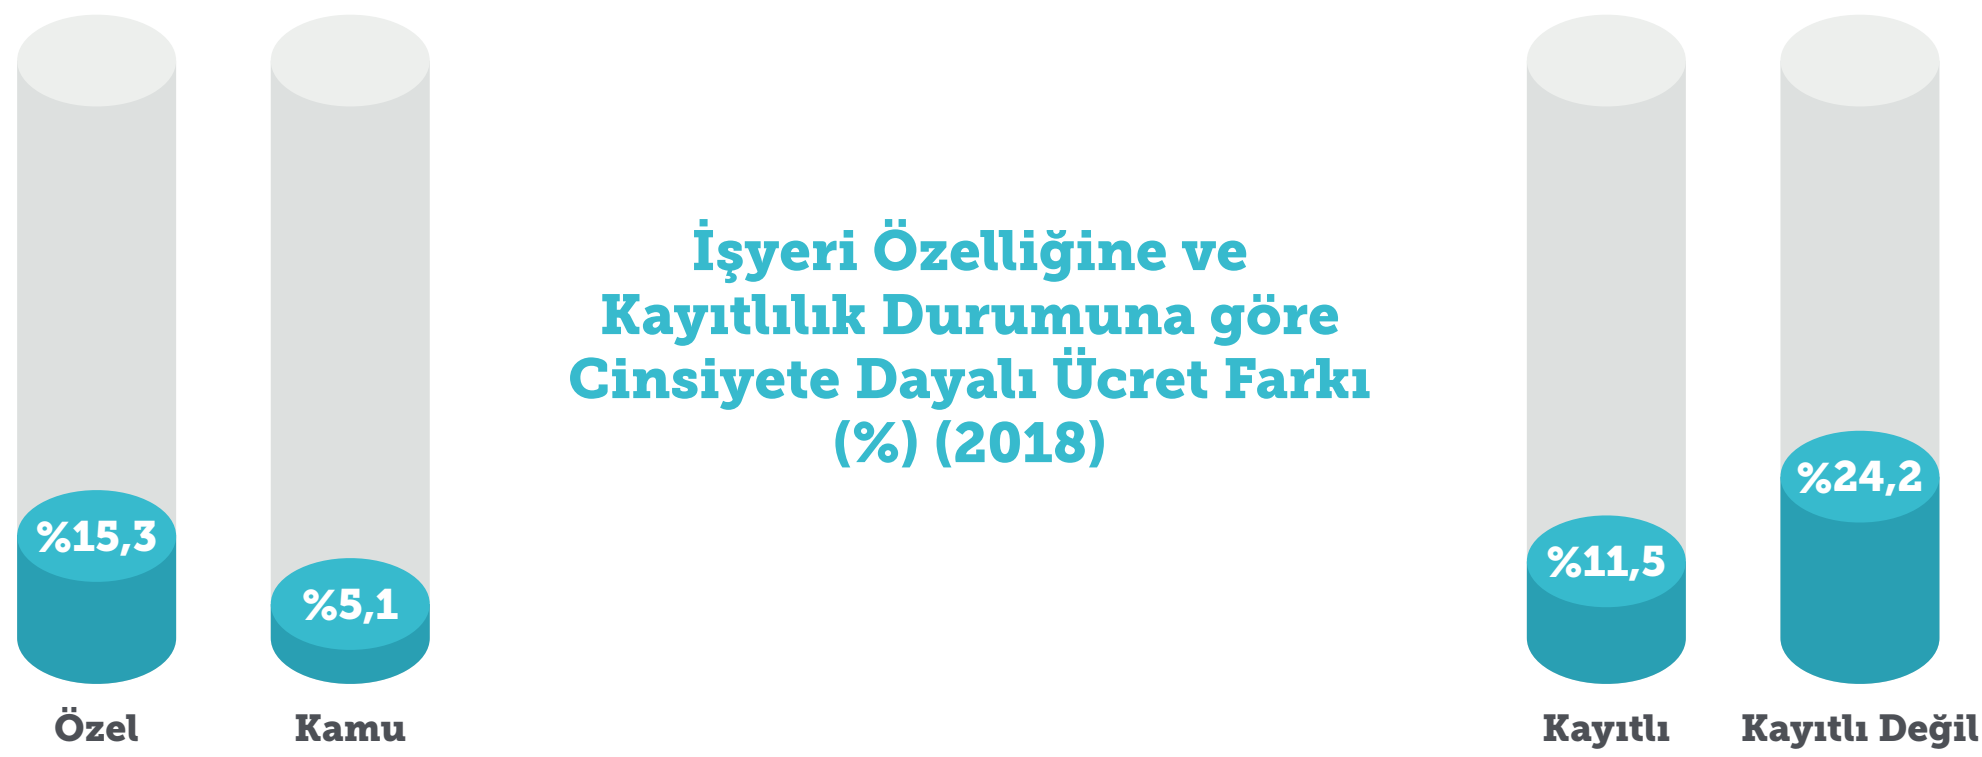 İşyeri Özelliğine ve
Kayıtlılık Durumuna göre
Cinsiyete Dayalı Ücret Farkı
(%) (2018)
%15,3
%5,1
%11,5
%24,2
Özel
Kamu
Kayıtlı
Kayıtlı Değil